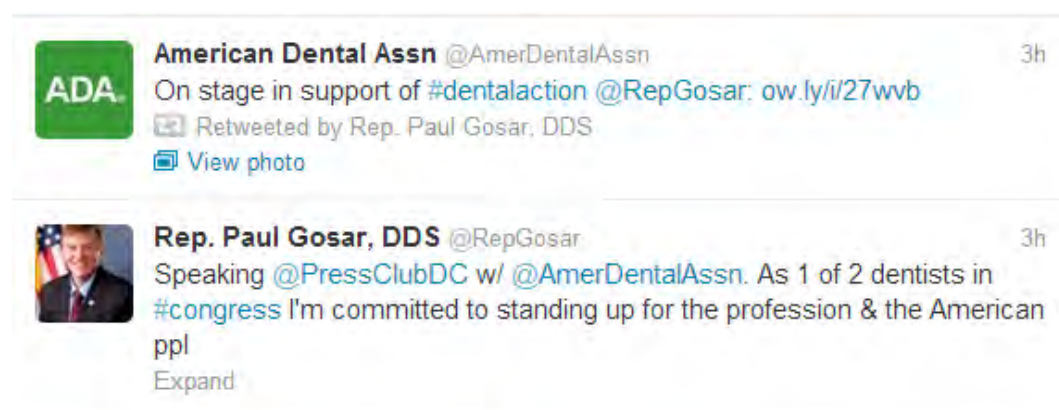 American Dental Assn @AmerDentalAssn 3h
ADA.
On stage in support of #dentalaction @RepGosar: ow.ly/i/27wvb
Retweeted by Rep. Paul Gosar, DDS
View photo
Rep. Paul Gosar, DDS @RepGosar 3h
Speaking @PressClubDC w/ @AmerDentalAssn. As 1 of 2 dentists in
#congress I'm committed to standing up for the profession & the American
ppl
Expand